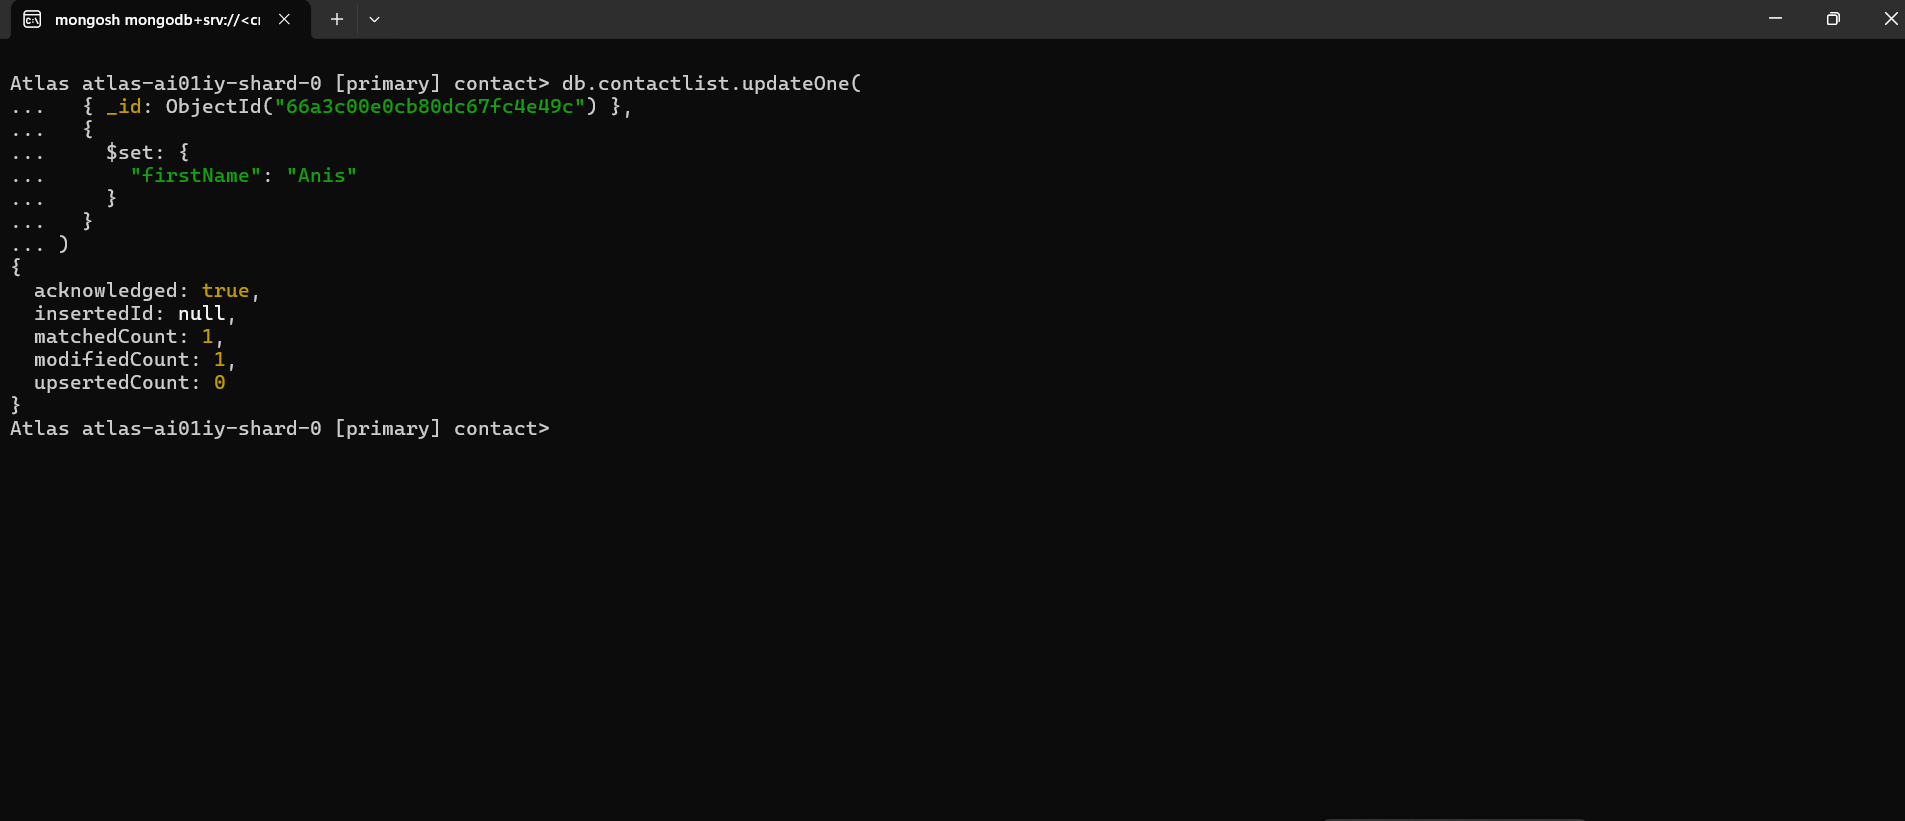 mongosh mongodb+srv://<cr
Atlas atlas-ai01iy-shard-0 [primary] contact> db.contactlist.updateOne(
...   { _id: ObjectId("66a3c00e0cb80dc67fc4e49c") },
...   {
...     $set: {
...       "firstName": "Anis"
...     }
...   }
... )
{
  acknowledged: true,
  insertedId: null,
  matchedCount: 1,
  modifiedCount: 1,
  upsertedCount: 0
}
Atlas atlas-ai01iy-shard-0 [primary] contact>